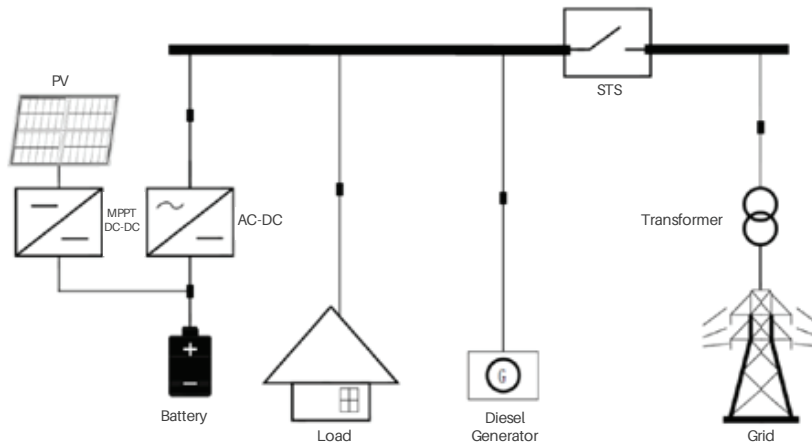 STS
PV
MPPT
DC-DC
AC-DC
Transformer
+
−
G
Battery
Load
Diesel
Generator
Grid